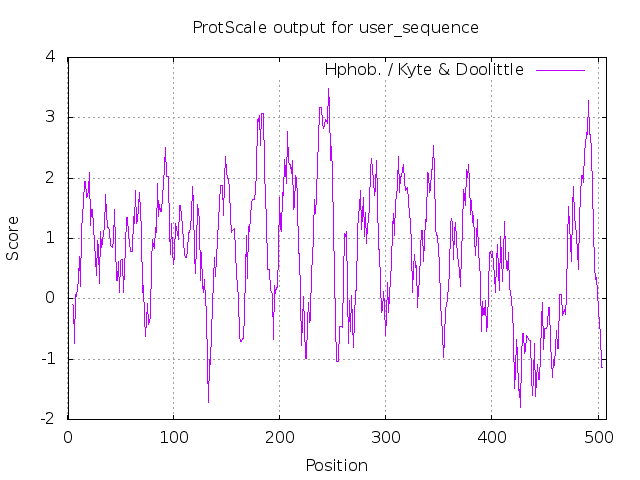 ProtScale output for user_sequence
Hphob. / Kyte & Doolittle
Score
4
3
2
1
0
-1
-2
0 100 200 300 400 500
Position